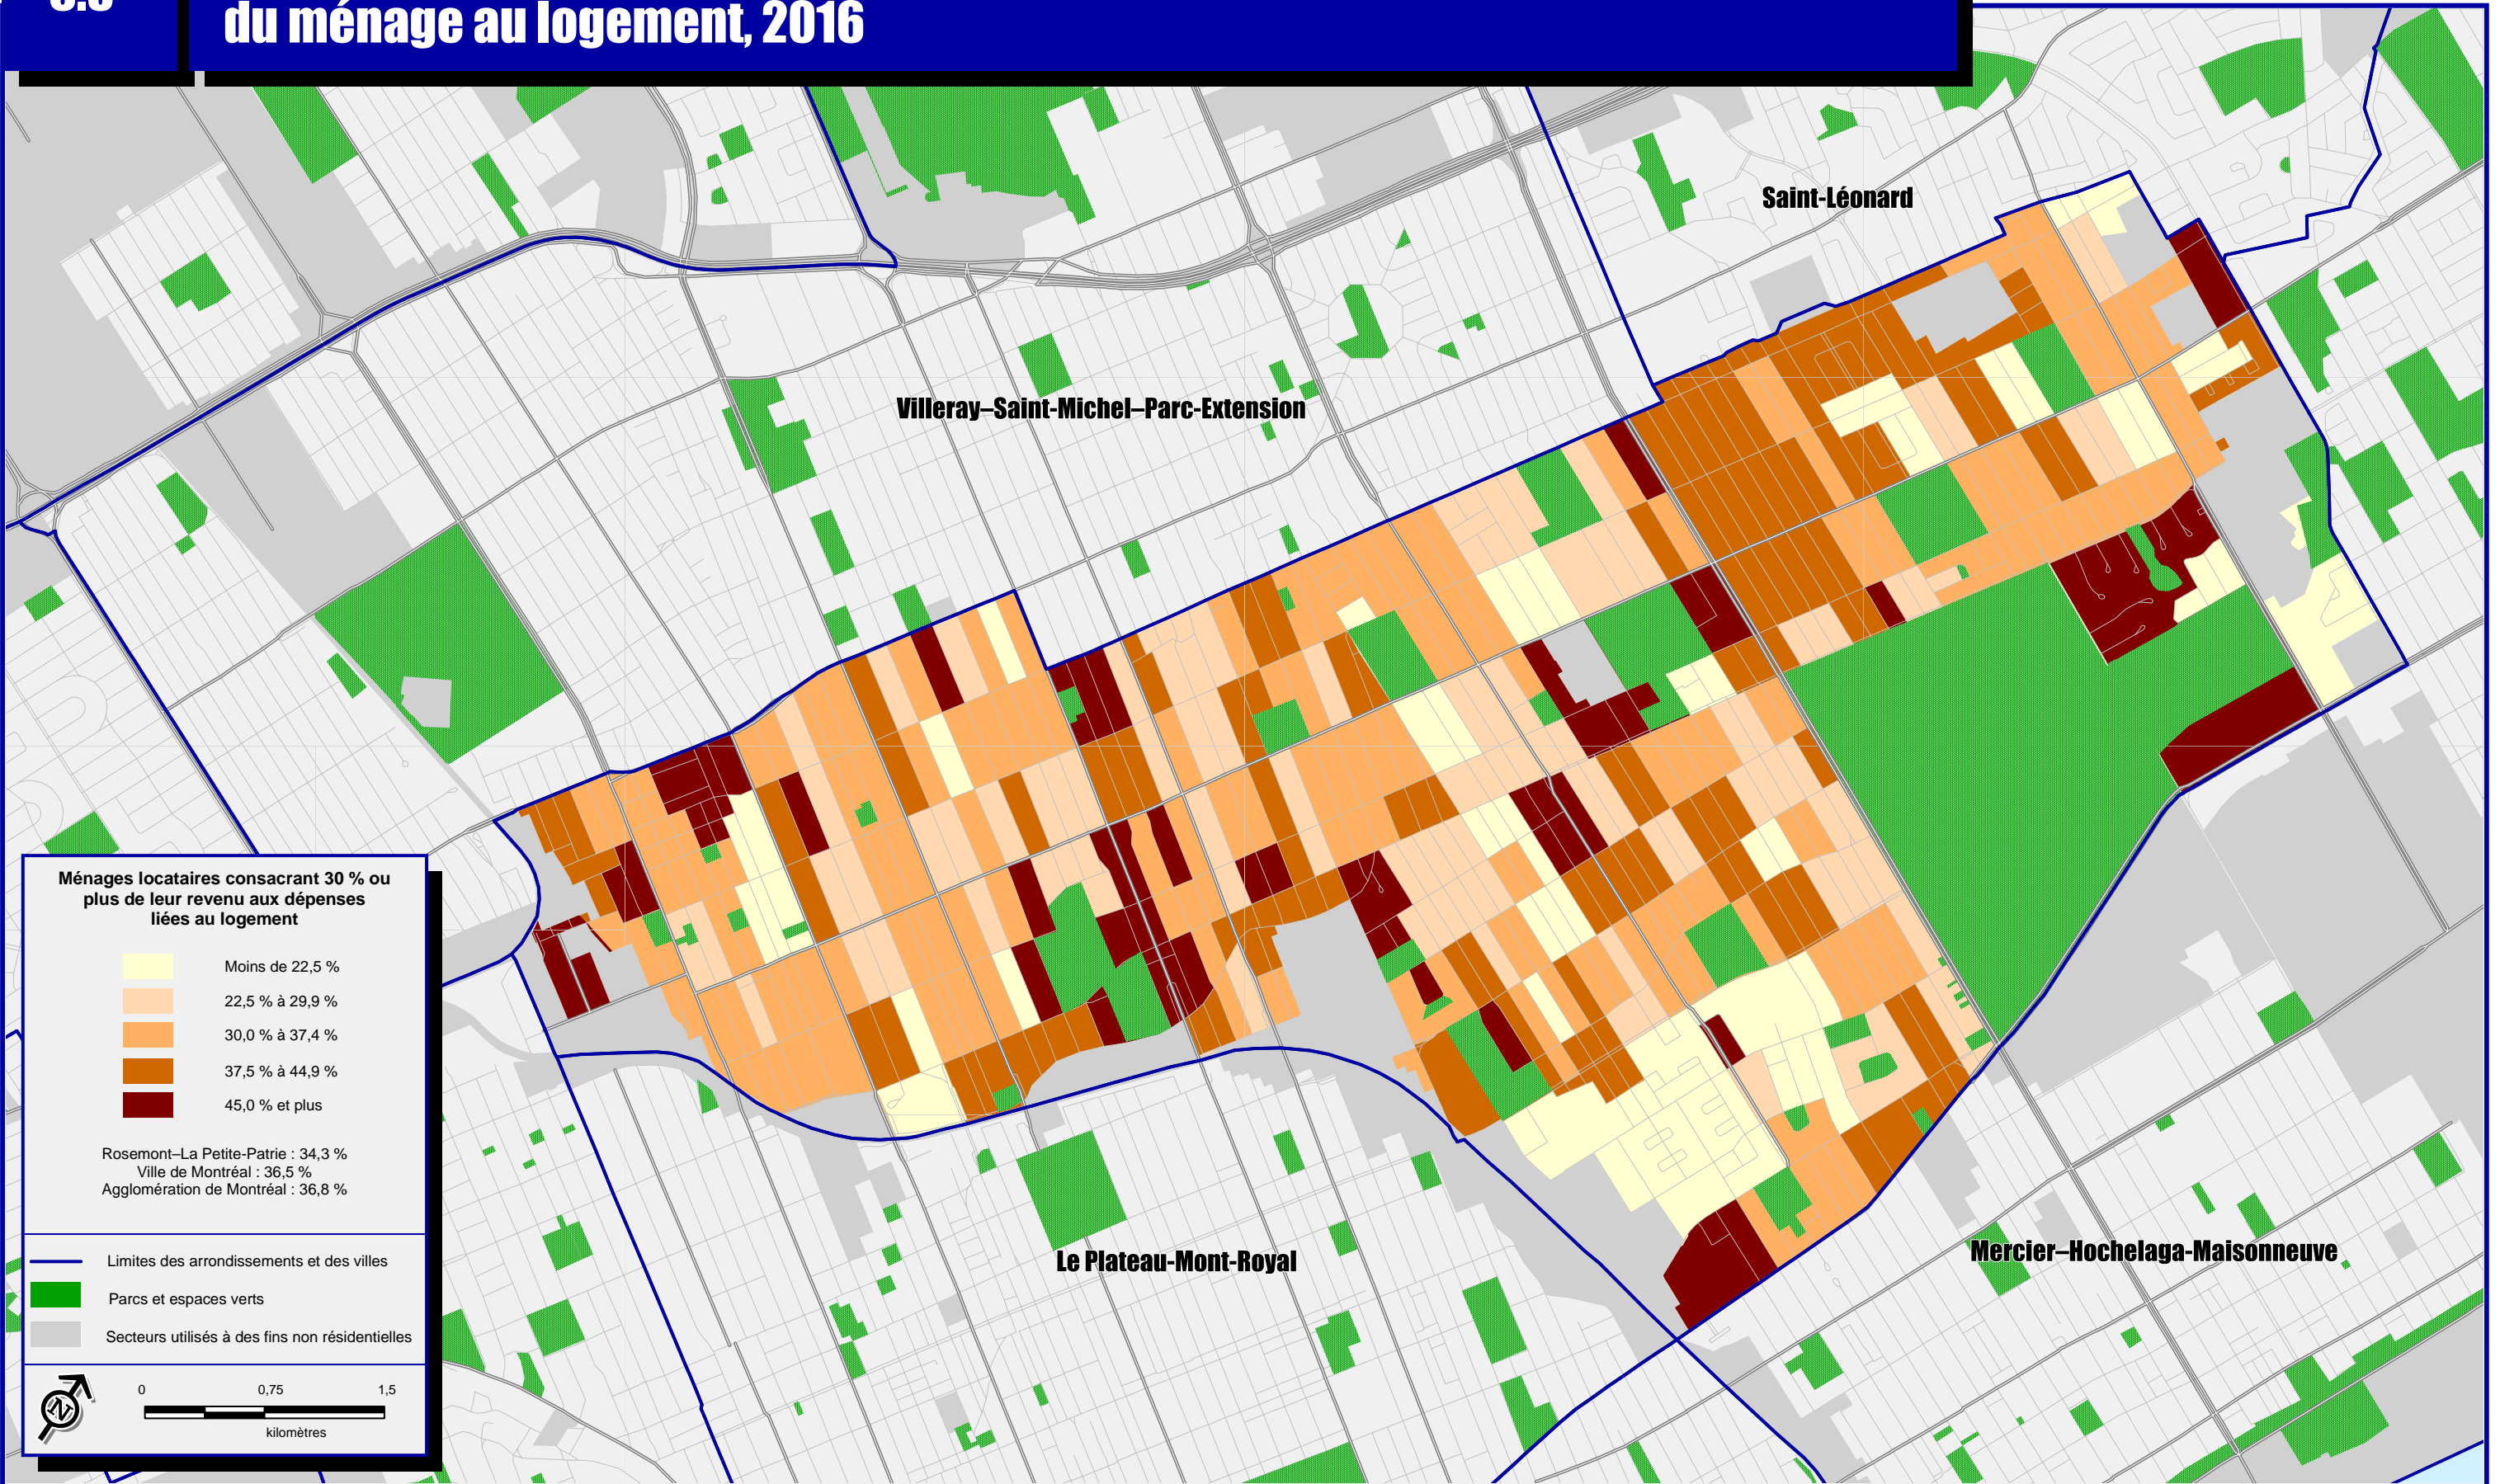 du ménage au logement, 2016
Saint-Léonard
Villeray–Saint-Michel–Parc-Extension
Le Plateau-Mont-Royal
Mercier–Hochelaga-Maisonneuve
Ménages locataires consacrant 30 % ou
plus de leur revenu aux dépenses
liées au logement
Moins de 22,5 %
22,5 % à 29,9 %
30,0 % à 37,4 %
37,5 % à 44,9 %
45,0 % et plus
Rosemont–La Petite-Patrie : 34,3 %
Ville de Montréal : 36,5 %
Agglomération de Montréal : 36,8 %
Limites des arrondissements et des villes
Parcs et espaces verts
Secteurs utilisés à des fins non résidentielles
N
0 0,75 1,5
kilomètres